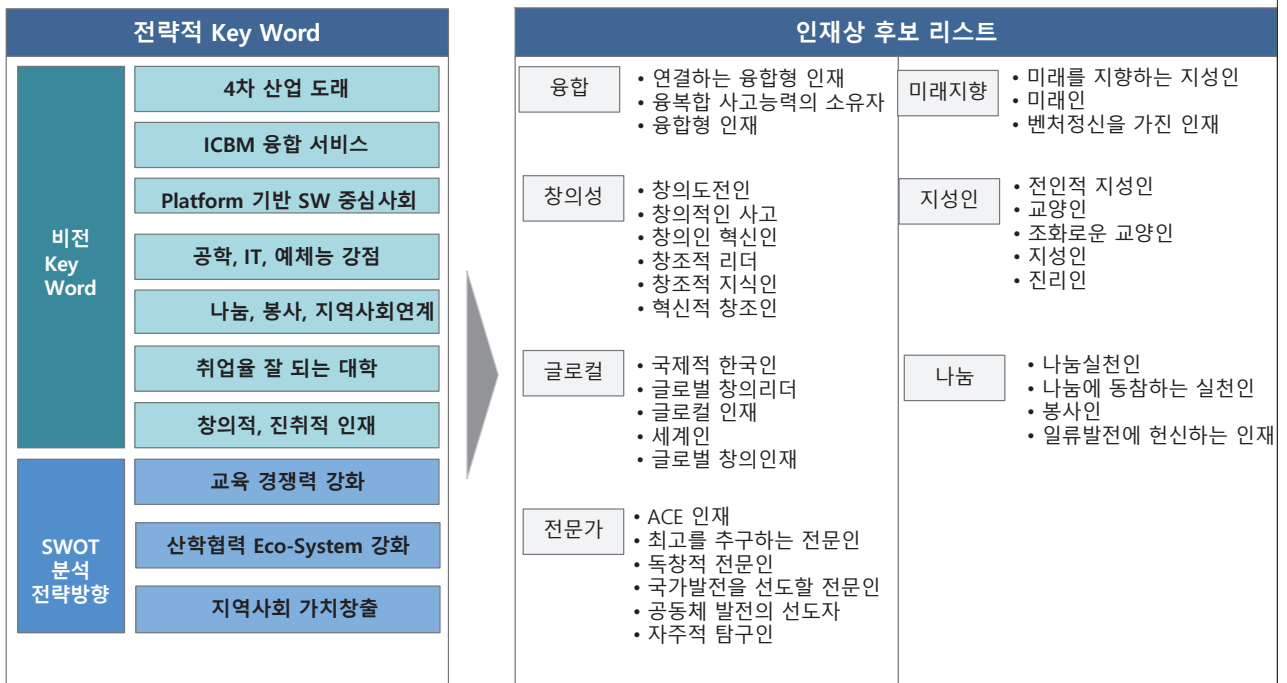 전략적 Key Word
비전
Key
Word
4차 산업 도래
ICBM 융합 서비스
Platform 기반 SW 중심사회
공학, IT, 예체능 강점
나눔, 봉사, 지역사회연계
취업율 잘 되는 대학
창의적, 진취적 인재
SWOT
분석
전략방향
교육 경쟁력 강화
산학협력 Eco-System 강화
지역사회 가치창출
인재상 후보 리스트
융합
• 연결하는 융합형 인재
• 융복합 사고능력의 소유자
• 융합형 인재
창의성
• 창의도전인
• 창의적인 사고
• 창의인 혁신인
• 창조적 리더
• 창조적 지식인
• 혁신적 창조인
글로컬
• 국제적 한국인
• 글로벌 창의리더
• 글로컬 인재
• 세계인
• 글로벌 창의인재
전문가
• ACE 인재
• 최고를 추구하는 전문인
• 독창적 전문인
• 국가발전을 선도할 전문인
• 공동체 발전의 선도자
• 자주적 탐구인
미래지향
• 미래를 지향하는 지성인
• 미래인
• 벤처정신을 가진 인재
지성인
• 전인적 지성인
• 교양인
• 조화로운 교양인
• 지성인
• 진리인
나눔
• 나눔실천인
• 나눔에 동참하는 실천인
• 봉사인
• 일류발전에 헌신하는 인재